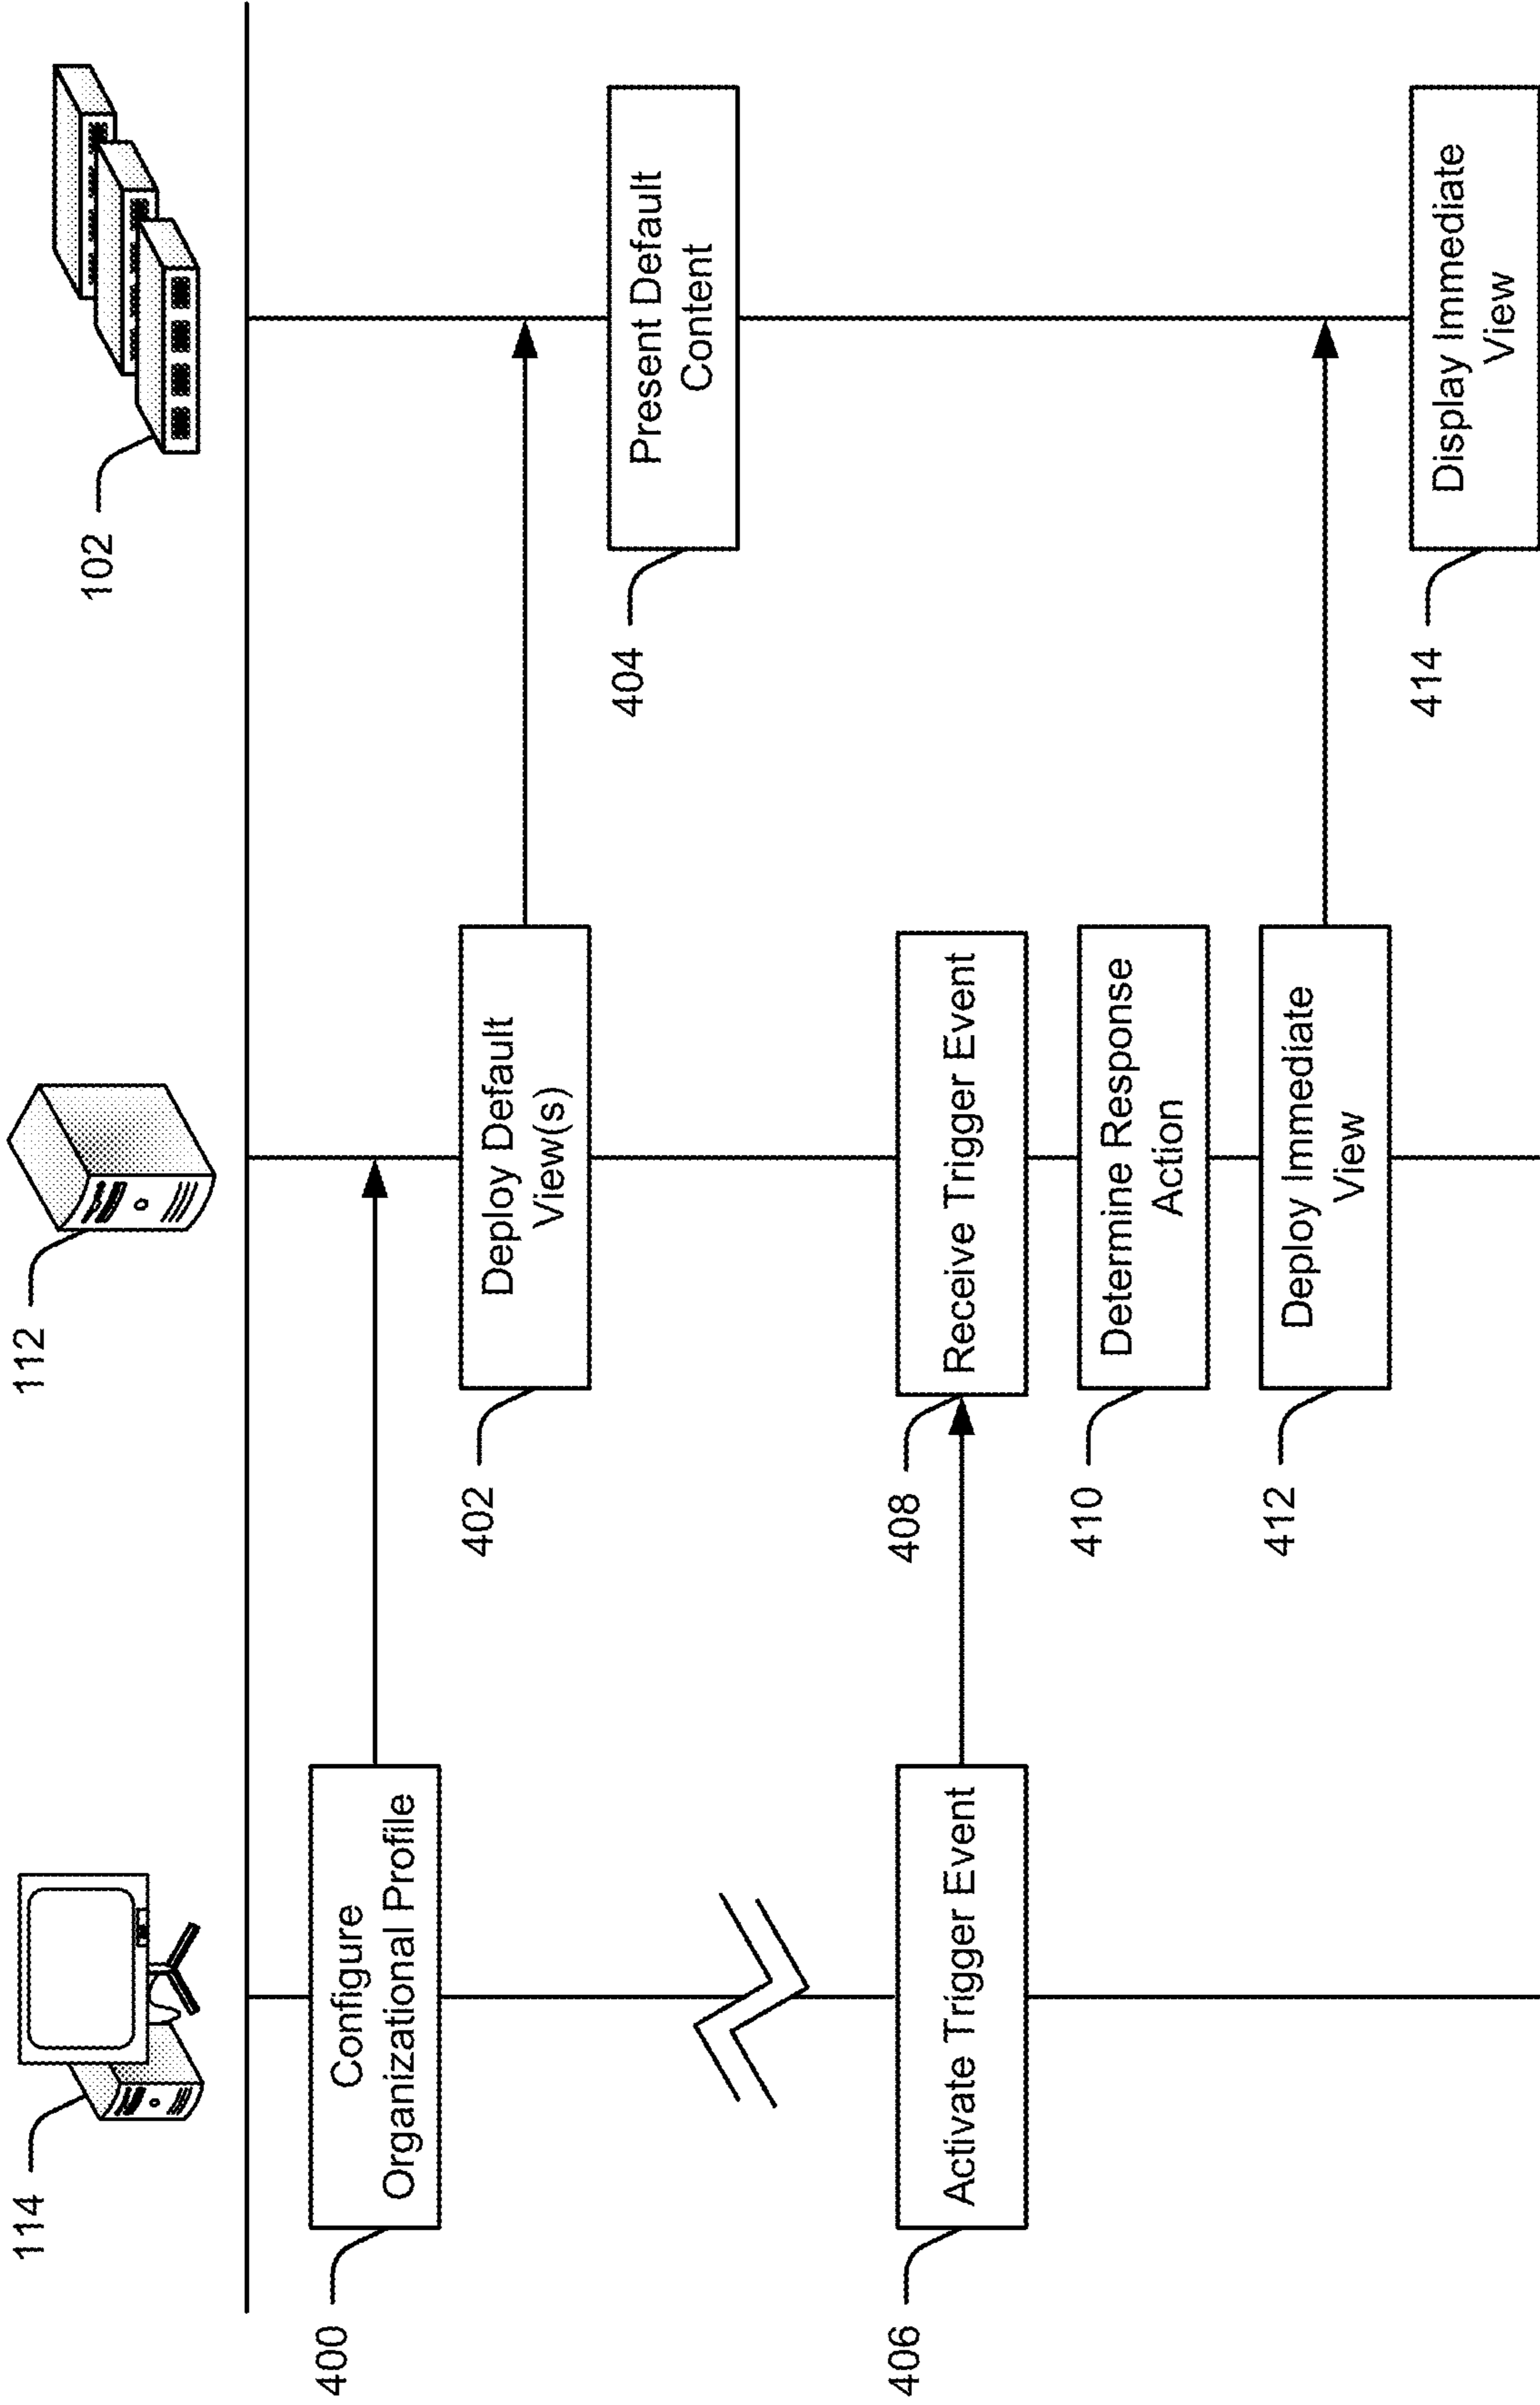 114
112
102
400
Configure
Organizational Profile
402
Deploy Default
View(s)
404
Present Default
Content
406
Activate Trigger Event
408
Receive Trigger Event
410
Determine Response
Action
412
Deploy Immediate
View
414
Display Immediate
View